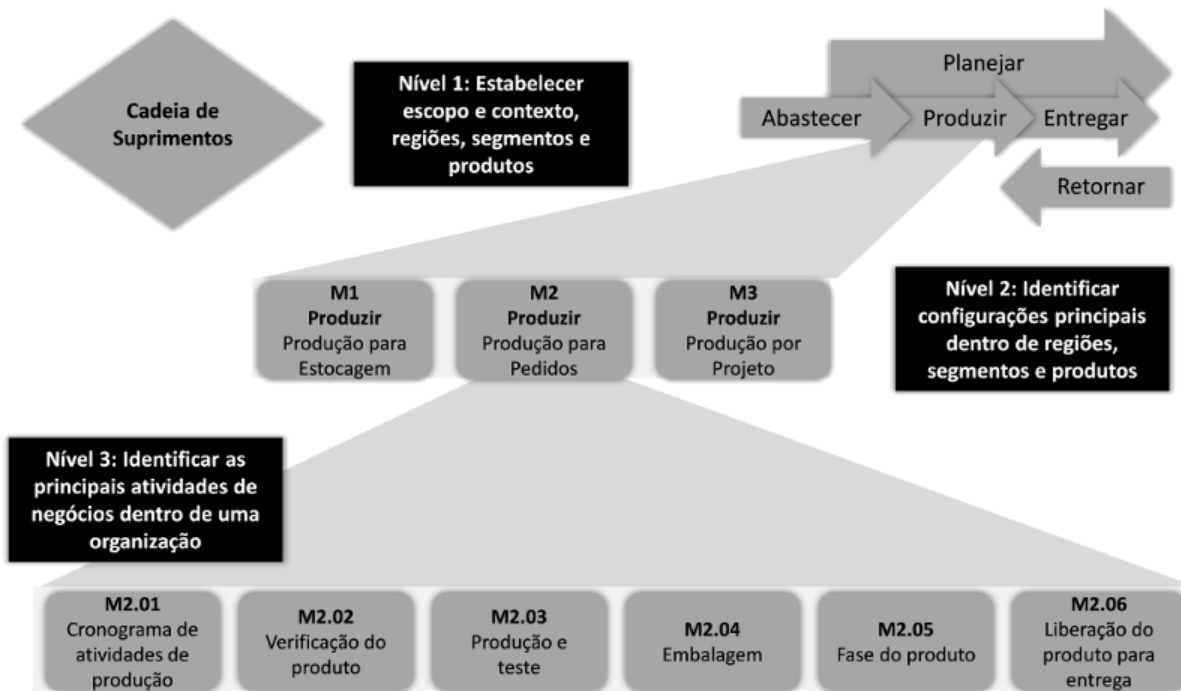 Cadeia de
Suprimentos
Nível 1: Estabelecer
escopo e contexto,
regiões, segmentos e
produtos
Planejar
Abastecer
Produzir
Entregar
Retornar
M1
Produzir
Produção para
Estocagem
M2
Produzir
Produção para
Pedidos
M3
Produzir
Produção por
Projeto
Nível 2: Identificar
configurações principais
dentro de regiões,
segmentos e produtos
Nível 3: Identificar as
principais atividades de
negócios dentro de uma
organização
M2.01
Cronograma de
atividades de
produção
M2.02
Verificação do
produto
M2.03
Produção e
teste
M2.04
Embalagem
M2.05
Fase do produto
M2.06
Liberação do
produto para
entrega